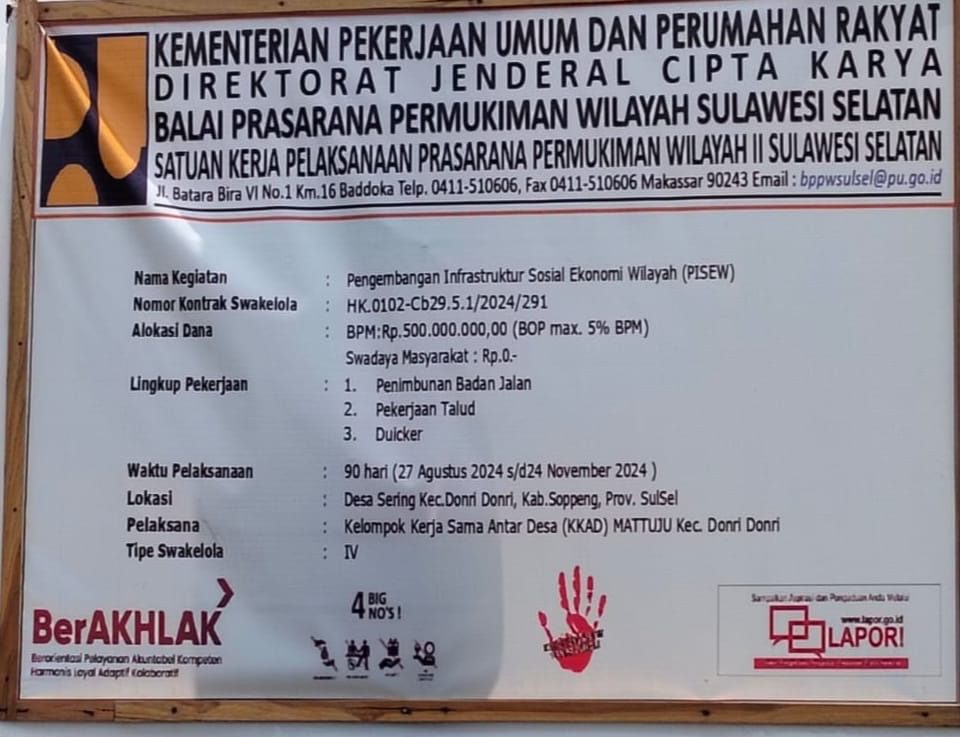 KEMENTERIAN PEKERJAAN UMUM DAN PERUMAHAN RAKYAT
DIREKTORAT JENDERAL CIPTA KARYA
BALAI PRASARANA PERMUKIMAN WILAYAH SULAWESI SELATAN
SATUAN KERJA PELAKSANAAN PRASARANA PERMUKIMAN WILAYAH II SULAWESI SELATAN
Jl. Batara Bira VI No.1 Km.16 Baddoka Telp. 0411-510606, Fax 0411-510606 Makassar 90243 Email : bppwsulsel@pu.go.id
Nama Kegiatan : Pengembangan Infrastruktur Sosial Ekonomi Wilayah (PISEW)
Nomor Kontrak Swakelola : HK.0102-Cb29.5.1/2024/291
Alokasi Dana : BPM:Rp.500.000.000,00 (BOP max. 5% BPM)
Swadaya Masyarakat : Rp.0.-
Lingkup Pekerjaan : 1. Penimbunan Badan Jalan
2. Pekerjaan Talud
3. Duicker
Waktu Pelaksanaan : 90 hari (27 Agustus 2024 s/d24 November 2024 )
Lokasi : Desa Sering Kec.Donri Donri, Kab.Soppeng, Prov. SulSel
Pelaksana : Kelompok Kerja Sama Antar Desa (KKAD) MATTUJU Kec. Donri Donri
Tipe Swakelola : IV
BerAKHLAK
Berorientasi Pelayanan Akuntabel Kompeten
Harmonis Loyal Adaptif Kolaboratif
4 BIG NO'S !
Sampaikan Aspirasi dan Pengaduan Anda Melalui
www.lapor.go.id
LAPOR!